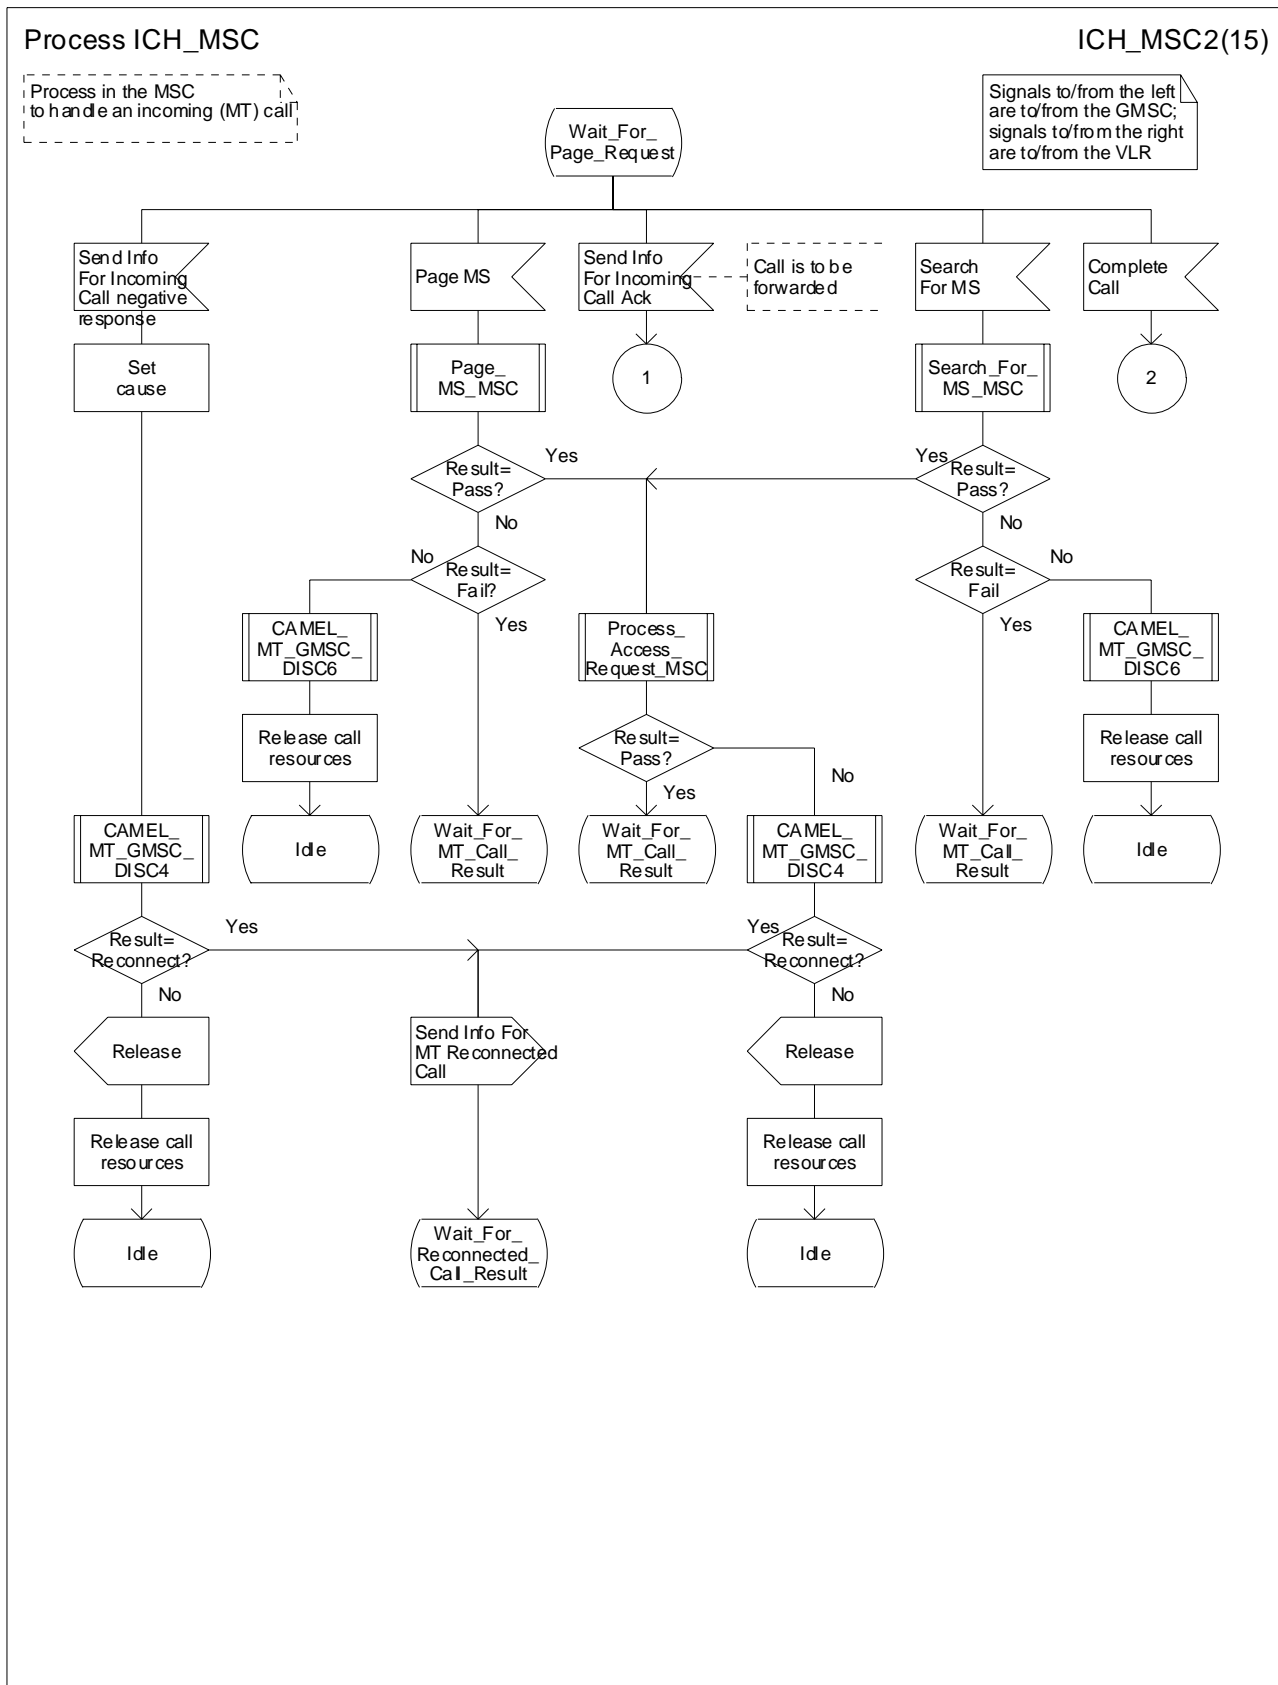 Process ICH_MSC
ICH_MSC2(15)
Process in the MSC
to handle an incoming (MT) call
Signals to/from the left
are to/from the GMSC;
signals to/from the right
are to/from the VLR
Wait_For_
Page_Request
Send Info
For Incoming
Call negative
response
Page MS
Send Info
For Incoming
Call Ack
Call is to be
forwarded
Search
For MS
Complete
Call
Set
cause
Page_
MS_MSC
1
Search_For_
MS_MSC
2
Result=
Pass?
Yes
No
Yes
Result=
Pass?
No
No
Result=
Fail?
Yes
Result=
Fail
No
Yes
CAMEL_
MT_GMSC_
DISC6
Process_
Access_
Request_MSC
CAMEL_
MT_GMSC_
DISC6
Release call
resources
Result=
Pass?
No
Yes
Release call
resources
CAMEL_
MT_GMSC_
DISC4
Idle
Wait_For_
MT_Call_
Result
Wait_For_
MT_Call_
Result
CAMEL_
MT_GMSC_
DISC4
Wait_For_
MT_Call_
Result
Idle
Result=
Reconnect?
Yes
No
Yes
Result=
Reconnect?
No
Release
Send Info For
MT Reconnected
Call
Release
Release call
resources
Release call
resources
Idle
Wait_For_
Reconnected_
Call_Result
Idle